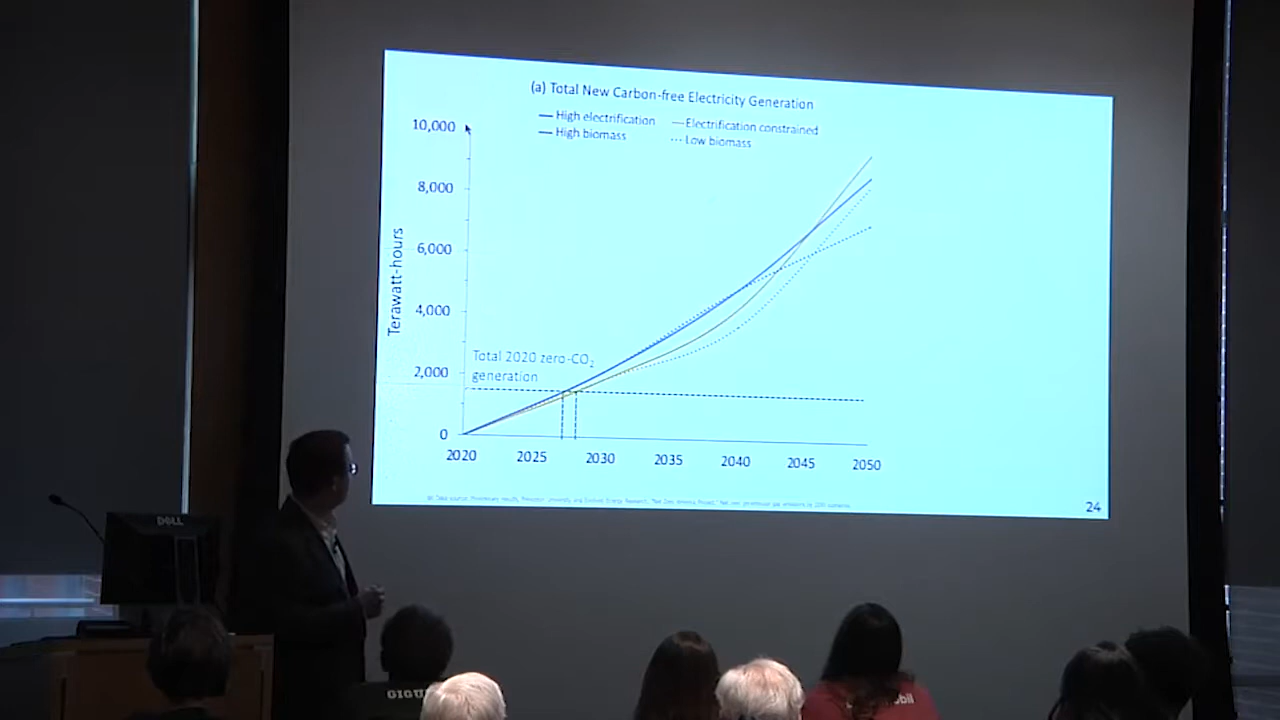 (a) Total New Carbon-free Electricity Generation
High electrification
Electrification constrained
High biomass
Low biomass
10,000
8,000
6,000
4,000
2,000
0
Terawatt-hours
Total 2020 zero-CO₂
generation
2020 2025 2030 2035 2040 2045 2050
24
DELL